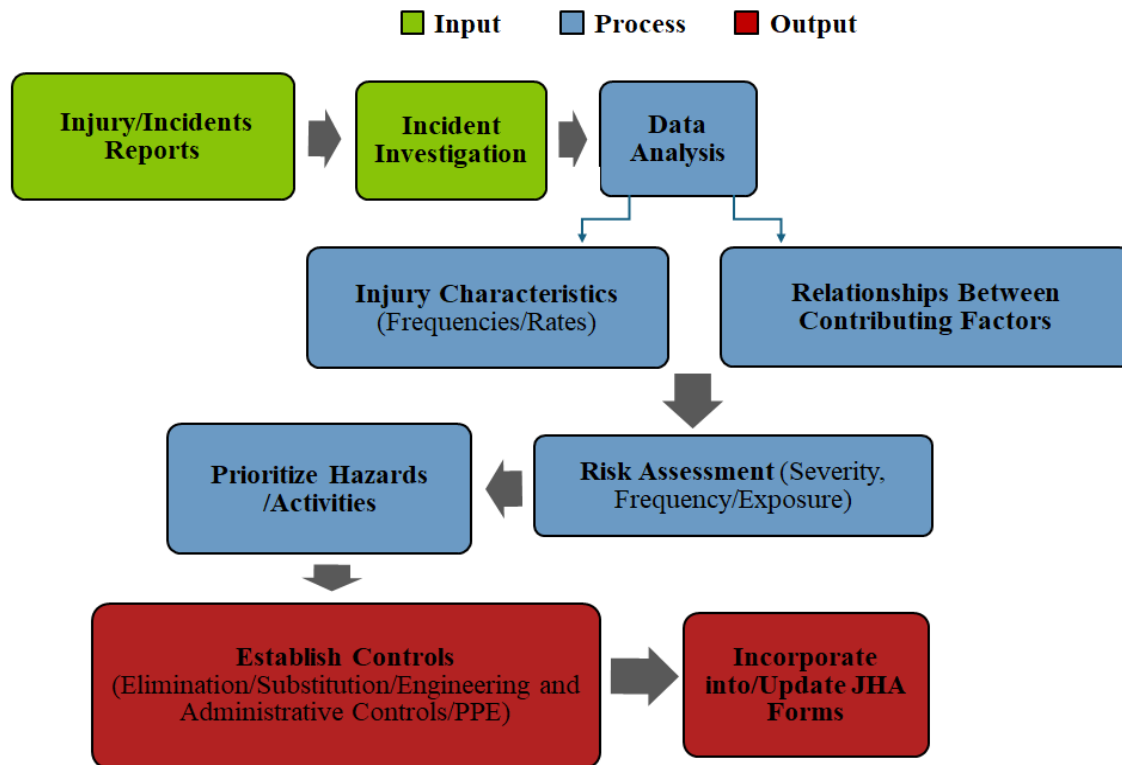 Input
Process
Output
Injury/Incidents
Reports
Incident
Investigation
Data
Analysis
Injury Characteristics
(Frequencies/Rates)
Relationships Between
Contributing Factors
Prioritize Hazards
/Activities
Risk Assessment (Severity,
Frequency/Exposure)
Establish Controls
(Elimination/Substitution/Engineering and
Administrative Controls/PPE)
Incorporate
into/Update JHA
Forms